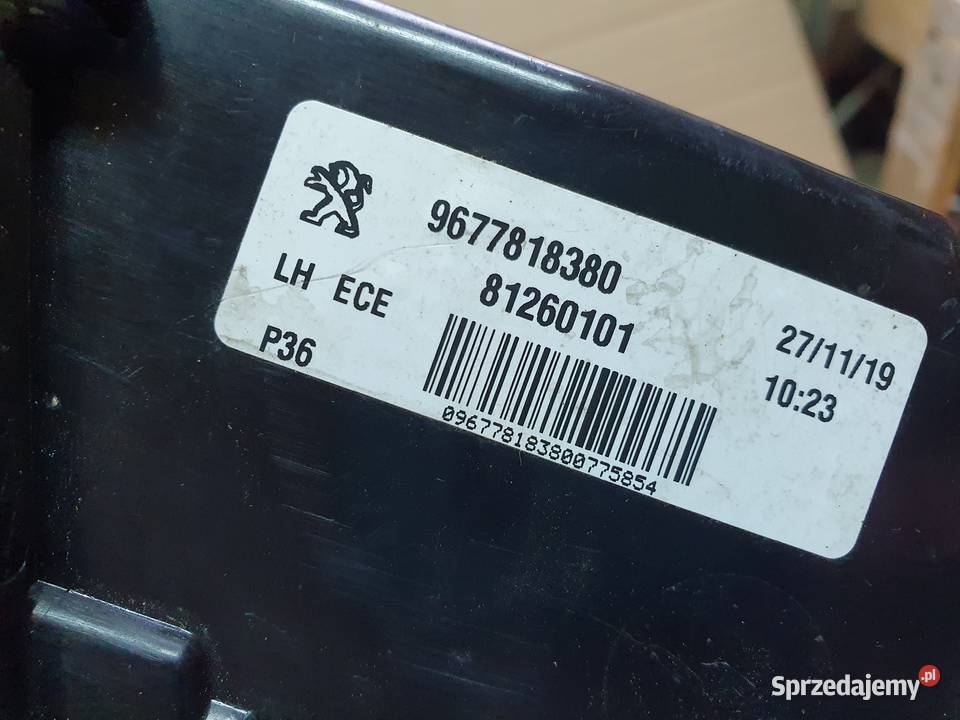 9677818380
81260101
LH ECE
P36
27/11/19
10:23
096778183800775854
Sprzedajemy.pl